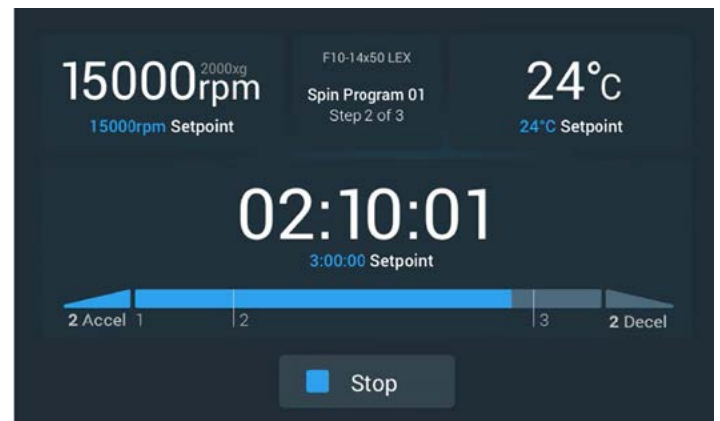 15000rpm 2000xg
15000rpm Setpoint
F10-14x50 LEX
Spin Program 01
Step 2 of 3
24°C
24°C Setpoint
02:10:01
3:00:00 Setpoint
2 Accel 1 2 3 2 Decel
Stop